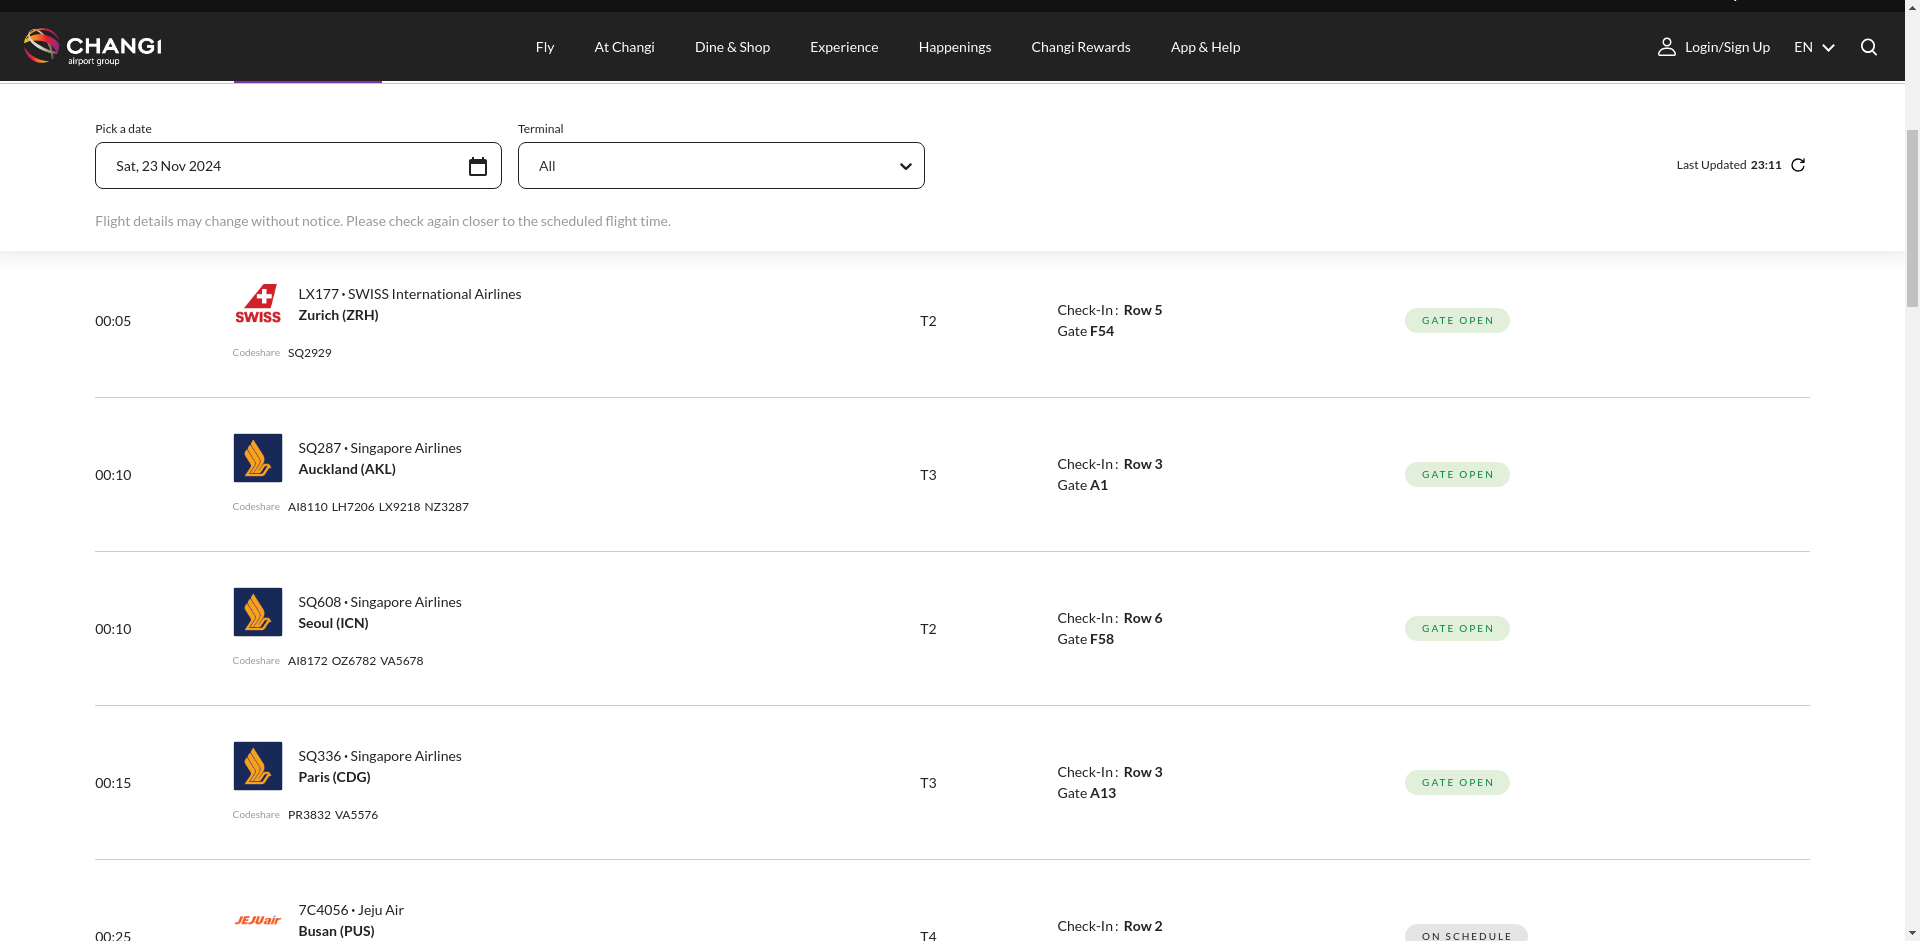 CHANGI
airport group
Fly
At Changi
Dine & Shop
Experience
Happenings
Changi Rewards
App & Help
Login/Sign Up
EN
Pick a date
Terminal
Sat, 23 Nov 2024
All
Last Updated 23:11
Flight details may change without notice. Please check again closer to the scheduled flight time.
00:05
SWISS
LX177 • SWISS International Airlines
Zurich (ZRH)
Codeshare SQ2929
T2
Check-In : Row 5
Gate F54
GATE OPEN
00:10
SQ287 • Singapore Airlines
Auckland (AKL)
Codeshare AI8110 LH7206 LX9218 NZ3287
T3
Check-In : Row 3
Gate A1
GATE OPEN
00:10
SQ608 • Singapore Airlines
Seoul (ICN)
Codeshare AI8172 OZ6782 VA5678
T2
Check-In : Row 6
Gate F58
GATE OPEN
00:15
SQ336 • Singapore Airlines
Paris (CDG)
Codeshare PR3832 VA5576
T3
Check-In : Row 3
Gate A13
GATE OPEN
00:25
JEJUair
7C4056 • Jeju Air
Busan (PUS)
T4
Check-In : Row 2
ON SCHEDULE